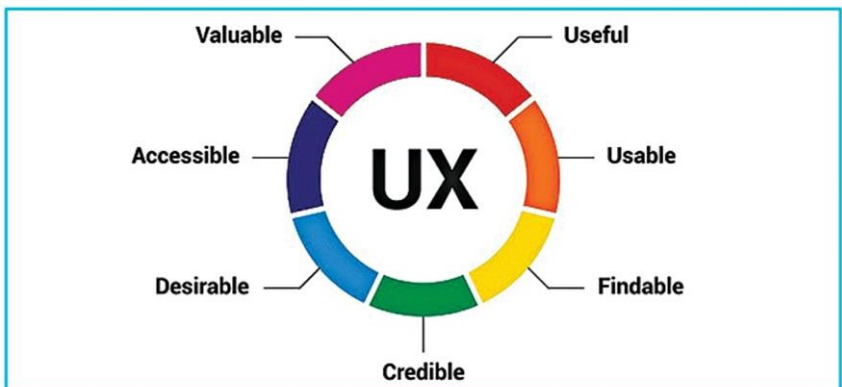 Valuable
Useful
Accessible
UX
Usable
Desirable
Findable
Credible